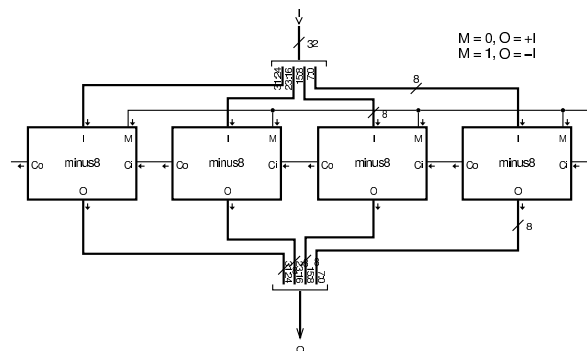 I
32
M = 0, O = +I
M = 1, O = −I
31:24
23:16
15:8
7:0
8
8
I M
I M
I M
I M
Co minus8 Ci
Co minus8 Ci
Co minus8 Ci
Co minus8 Ci
O
O
O
O
8
31:24
23:16
15:8
7:0
O